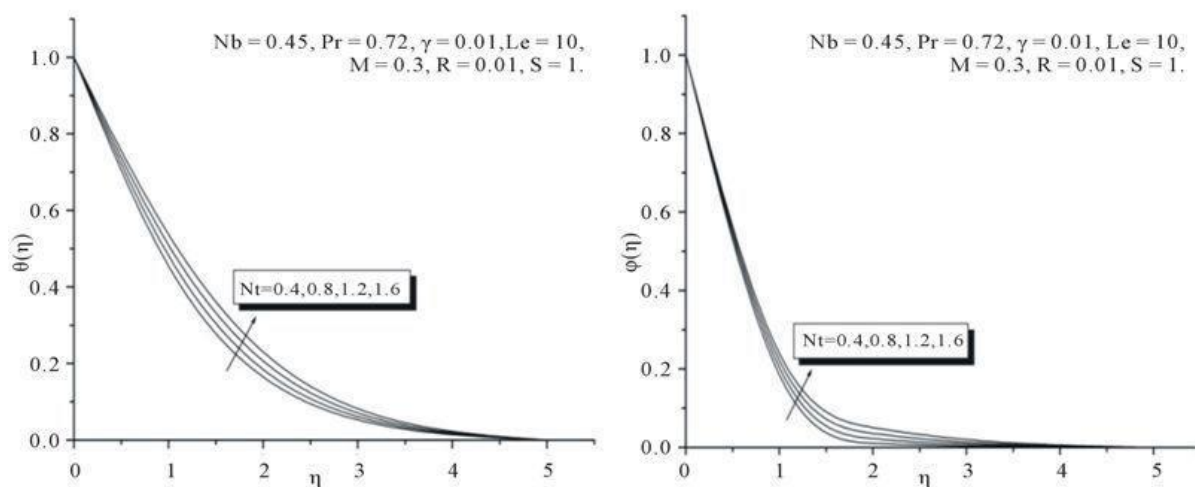 Nb = 0.45, Pr = 0.72, γ = 0.01,Le = 10,
M = 0.3, R = 0.01, S = 1.
1.0
0.8
0.6
0.4
0.2
0.0
θ(η)
Nt=0.4,0.8,1.2,1.6
0 1 2 3 4 5
η
Nb = 0.45, Pr = 0.72, γ = 0.01, Le = 10,
M = 0.3, R = 0.01, S = 1.
1.0
0.8
0.6
0.4
0.2
0.0
φ(η)
Nt=0.4,0.8,1.2,1.6
0 1 2 3 4 5
η